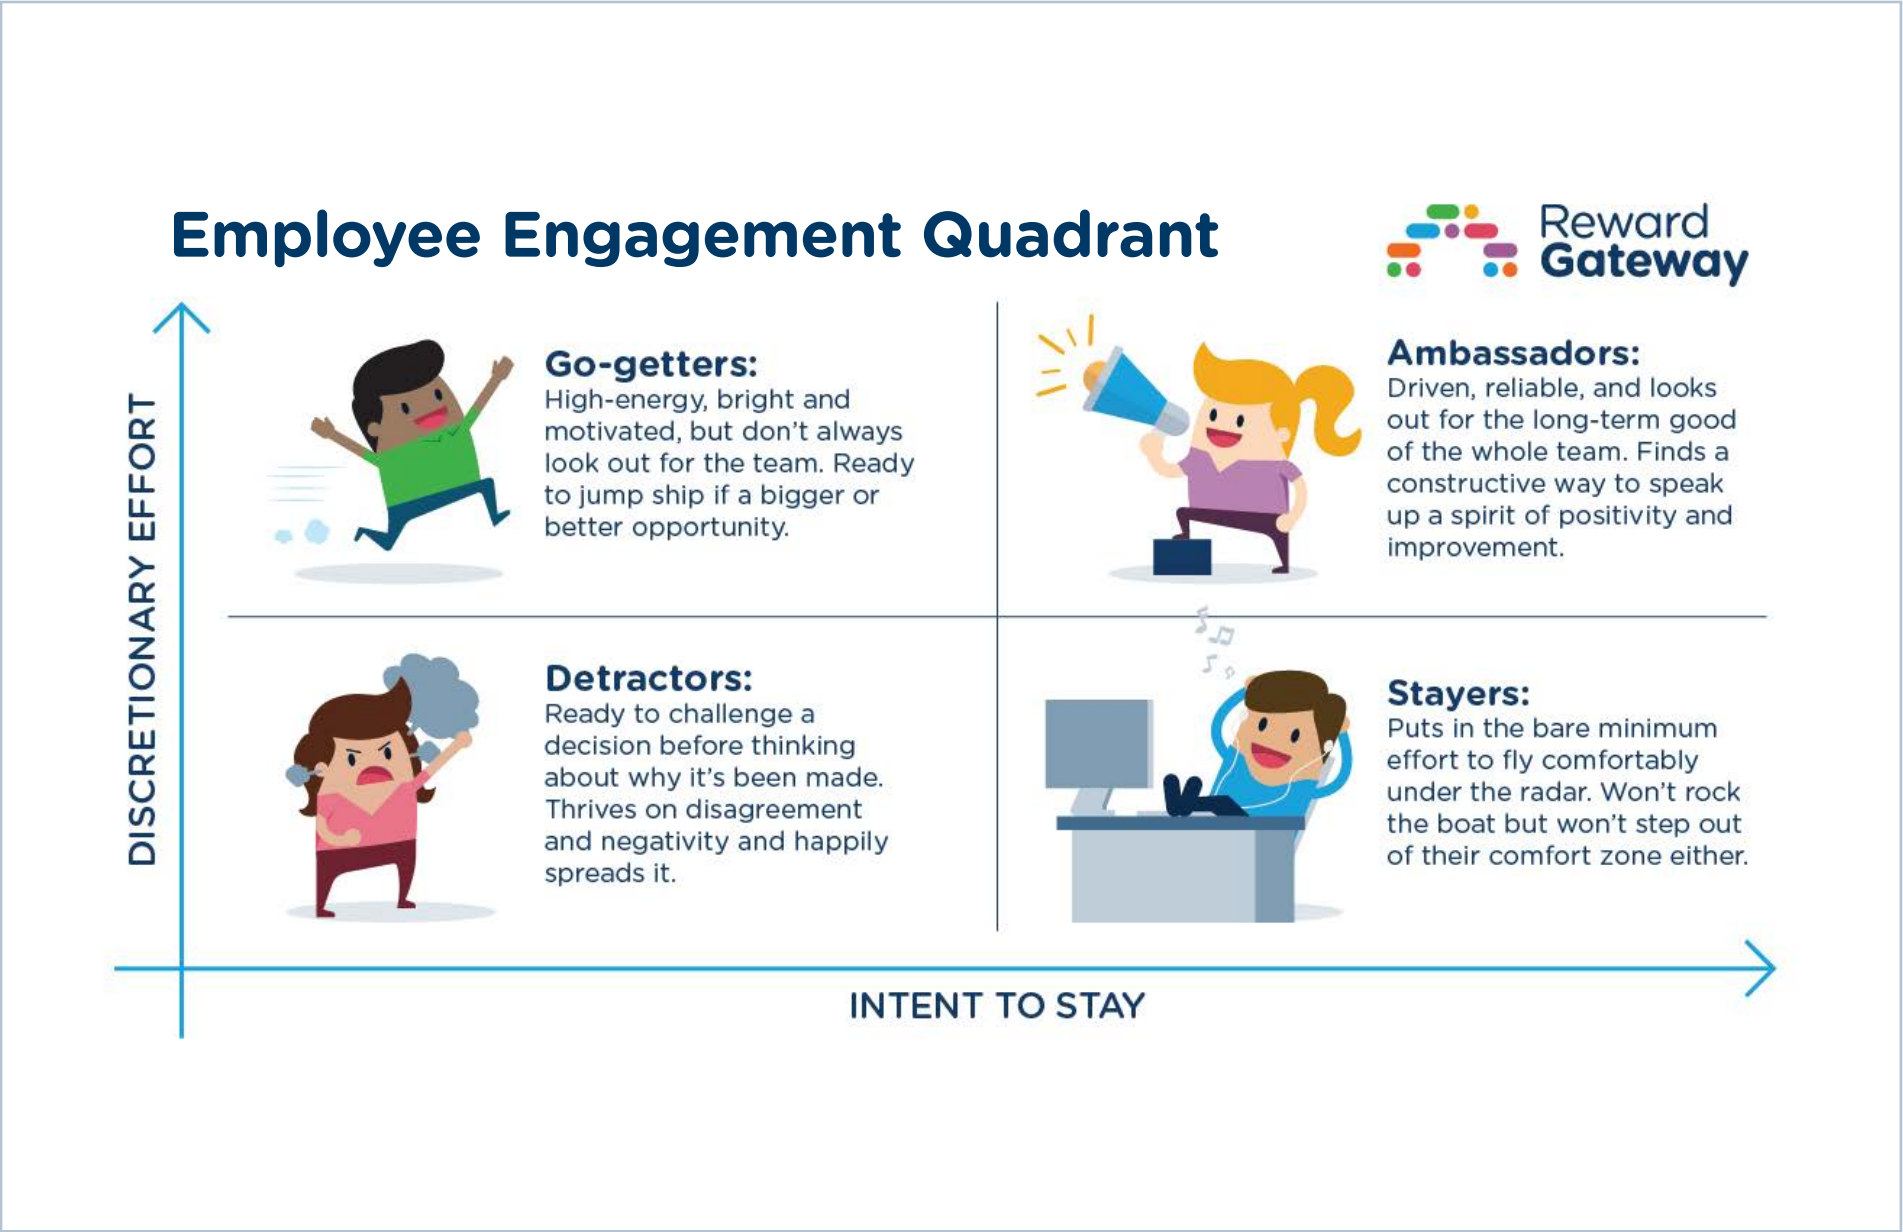 Employee Engagement Quadrant
Reward
Gateway
DISCRETIONARY EFFORT
Go-getters:
High-energy, bright and
motivated, but don't always
look out for the team. Ready
to jump ship if a bigger or
better opportunity.
Ambassadors:
Driven, reliable, and looks
out for the long-term good
of the whole team. Finds a
constructive way to speak
up a spirit of positivity and
improvement.
Detractors:
Ready to challenge a
decision before thinking
about why it's been made.
Thrives on disagreement
and negativity and happily
spreads it.
Stayers:
Puts in the bare minimum
effort to fly comfortably
under the radar. Won't rock
the boat but won't step out
of their comfort zone either.
INTENT TO STAY